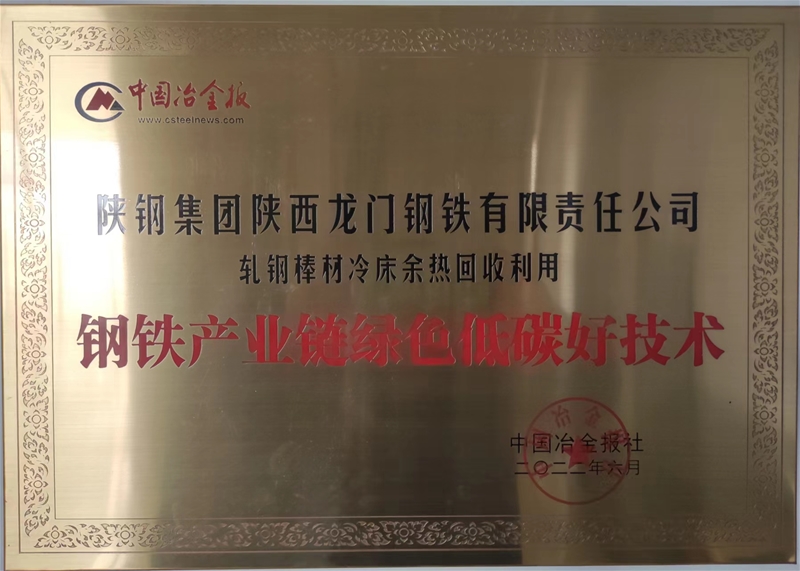 中国冶金报
www.csteelnews.com
陕钢集团陕西龙门钢铁有限责任公司
轧钢棒材冷床余热回收利用
钢铁产业链绿色低碳好技术
中国冶金报社
二〇二二年六月